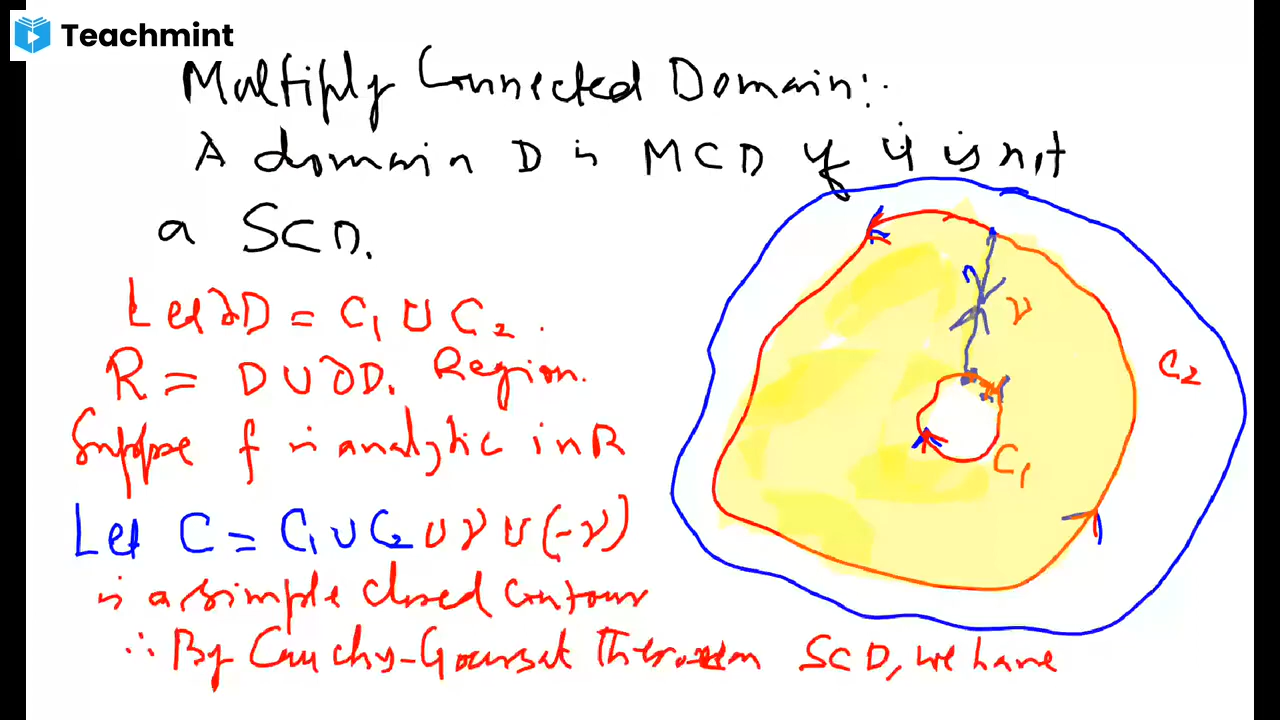 Teachmint
Multiply Connected Domain:
A domain D is MCD if it is not
a SCD.
Let ∂D = C₁ ∪ C₂.
R = D ∪ ∂D. Region.
Suppose f is analytic in R
Let C = C₁ ∪ C₂ ∪ γ ∪ (-γ)
is a simple closed contour
∴ By Cauchy-Goursat Theorem SCD, we have
γ
C₂
C₁